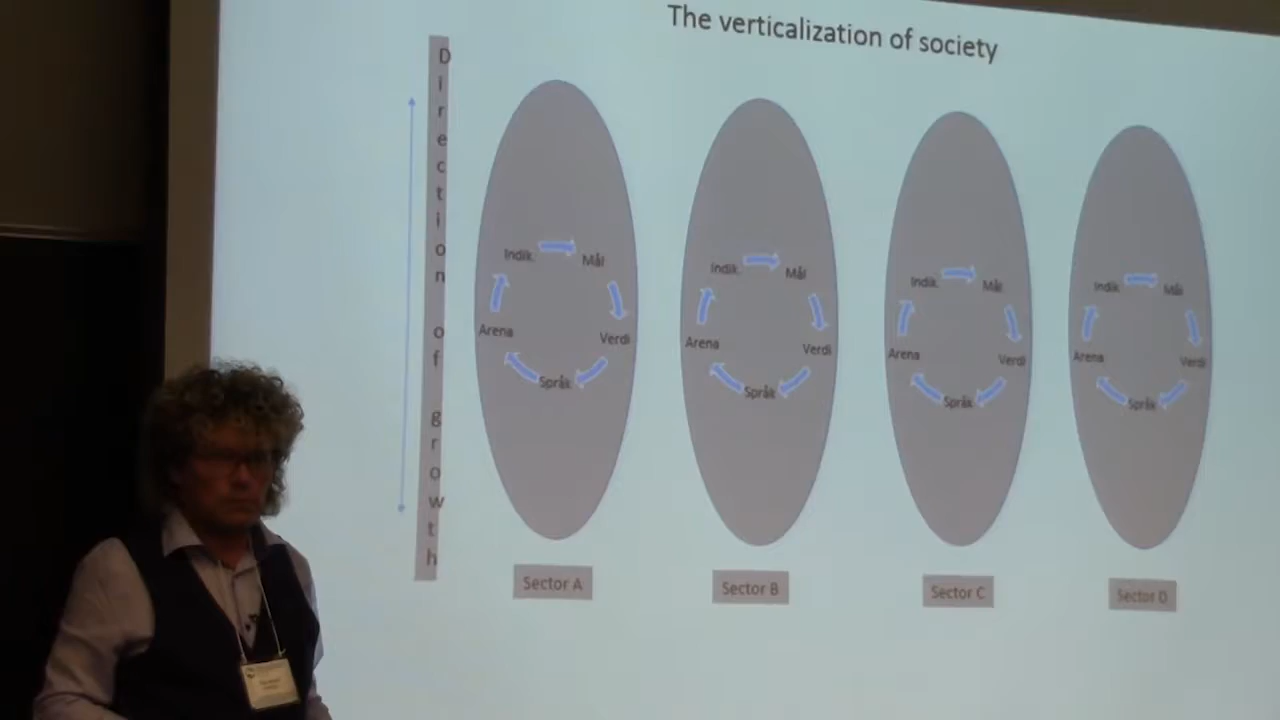 The verticalization of society
Direction of growth
Indik.
Mål
Verdi
Språk
Arena
Indik.
Mål
Verdi
Språk
Arena
Indik.
Mål
Verdi
Språk
Arena
Indik.
Mål
Verdi
Språk
Arena
Sector A
Sector B
Sector C
Sector D